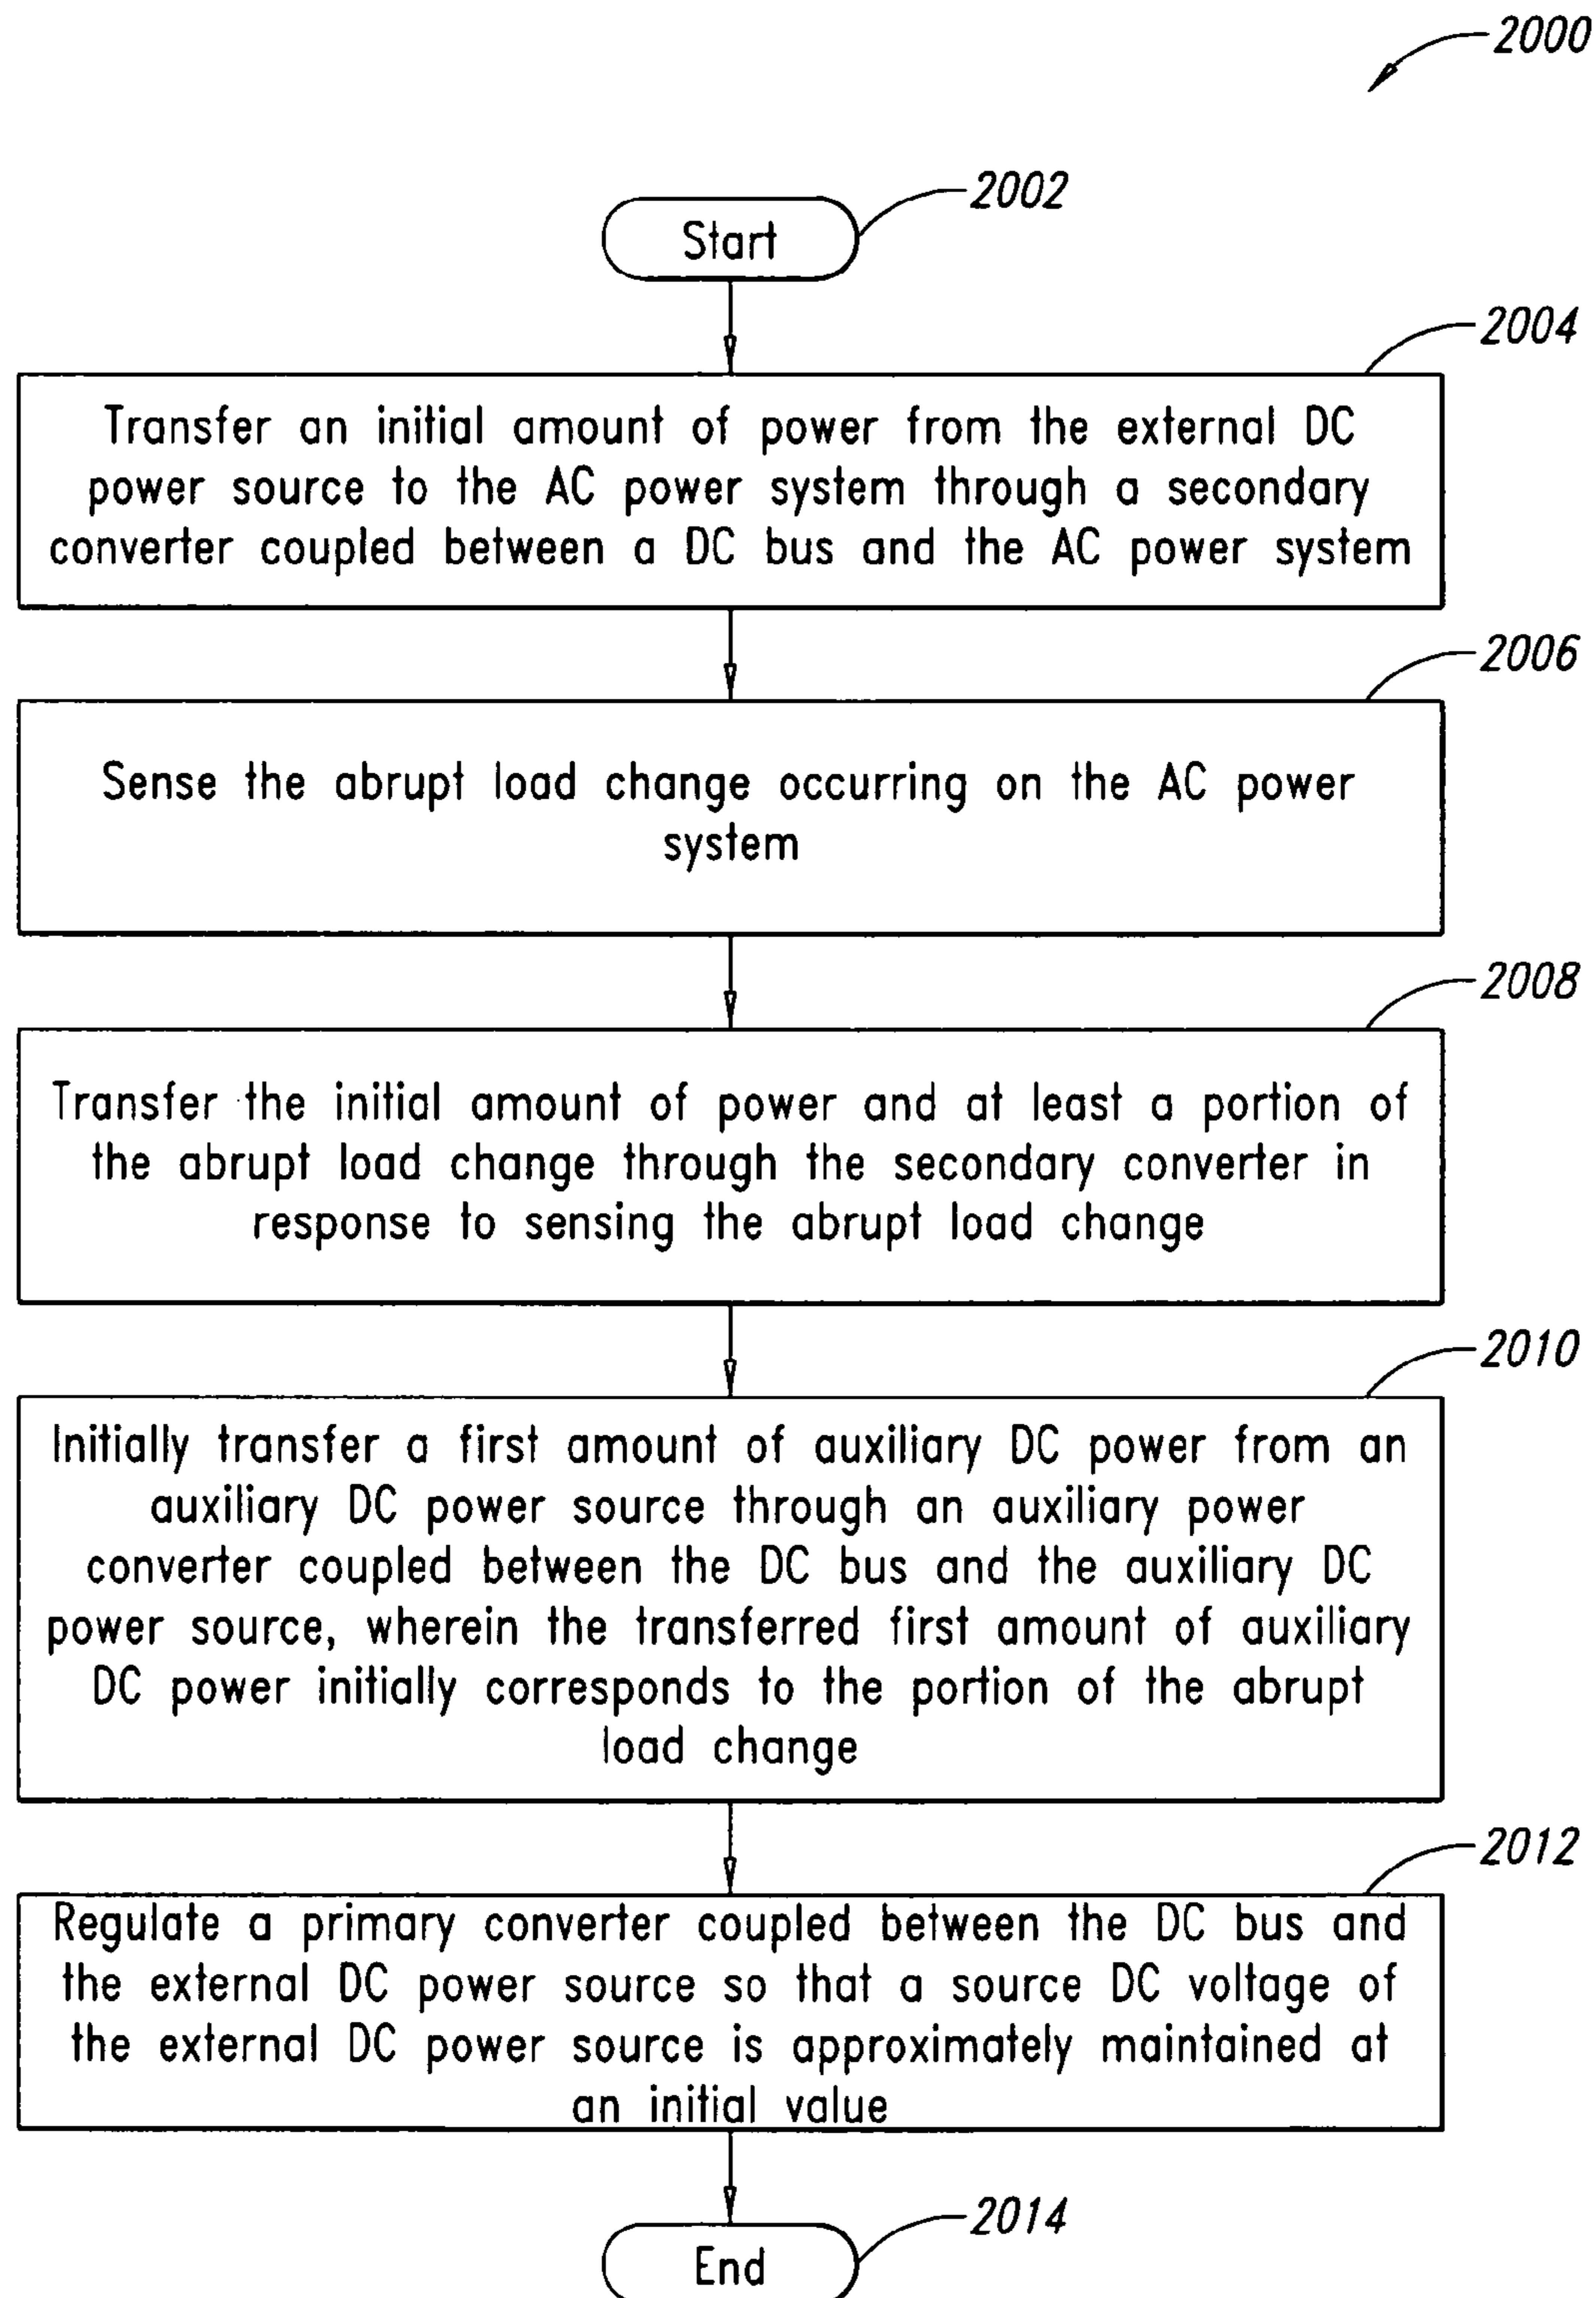 2000
2002
Start
2004
Transfer an initial amount of power from the external DC
power source to the AC power system through a secondary
converter coupled between a DC bus and the AC power system
2006
Sense the abrupt load change occurring on the AC power
system
2008
Transfer the initial amount of power and at least a portion of
the abrupt load change through the secondary converter in
response to sensing the abrupt load change
2010
Initially transfer a first amount of auxiliary DC power from an
auxiliary DC power source through an auxiliary power
converter coupled between the DC bus and the auxiliary DC
power source, wherein the transferred first amount of auxiliary
DC power initially corresponds to the portion of the abrupt
load change
2012
Regulate a primary converter coupled between the DC bus and
the external DC power source so that a source DC voltage of
the external DC power source is approximately maintained at
an initial value
2014
End